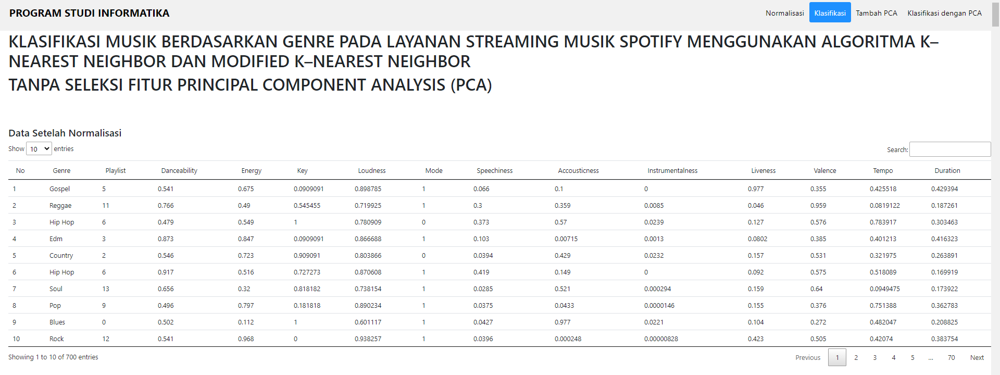 PROGRAM STUDI INFORMATIKA Normalisasi Klasifikasi Tambah PCA Klasifikasi dengan PCA
KLASIFIKASI MUSIK BERDASARKAN GENRE PADA LAYANAN STREAMING MUSIK SPOTIFY MENGGUNAKAN ALGORITMA K–
NEAREST NEIGHBOR DAN MODIFIED K–NEAREST NEIGHBOR
TANPA SELEKSI FITUR PRINCIPAL COMPONENT ANALYSIS (PCA)
Data Setelah Normalisasi
Show 10 entries Search:
No Genre Playlist Danceability Energy Key Loudness Mode Speechiness Accousticness Instrumentalness Liveness Valence Tempo Duration
1 Gospel 5 0.541 0.675 0.0909091 0.898785 1 0.066 0.1 0 0.977 0.355 0.425518 0.429394
2 Reggae 11 0.766 0.49 0.545455 0.719925 1 0.3 0.359 0.0085 0.046 0.959 0.0819122 0.187261
3 Hip Hop 6 0.479 0.549 1 0.780909 0 0.373 0.57 0.0239 0.127 0.576 0.783917 0.303463
4 Edm 3 0.873 0.847 0.0909091 0.866688 1 0.103 0.00715 0.0013 0.0802 0.385 0.401213 0.416323
5 Country 2 0.546 0.723 0.909091 0.803866 0 0.0394 0.429 0.0232 0.157 0.531 0.321975 0.263891
6 Hip Hop 6 0.917 0.516 0.727273 0.870608 1 0.419 0.149 0 0.092 0.575 0.518089 0.169919
7 Soul 13 0.656 0.32 0.818182 0.738154 1 0.0285 0.521 0.000294 0.159 0.64 0.0949475 0.173922
8 Pop 9 0.496 0.797 0.181818 0.890234 1 0.0375 0.0433 0.0000146 0.155 0.376 0.751388 0.362783
9 Blues 0 0.502 0.112 1 0.601117 1 0.0427 0.977 0.0221 0.104 0.272 0.482047 0.208825
10 Rock 12 0.541 0.968 0 0.938257 1 0.0396 0.000248 0.00000828 0.423 0.505 0.42074 0.383754
Showing 1 to 10 of 700 entries Previous 1 2 3 4 5 … 70 Next